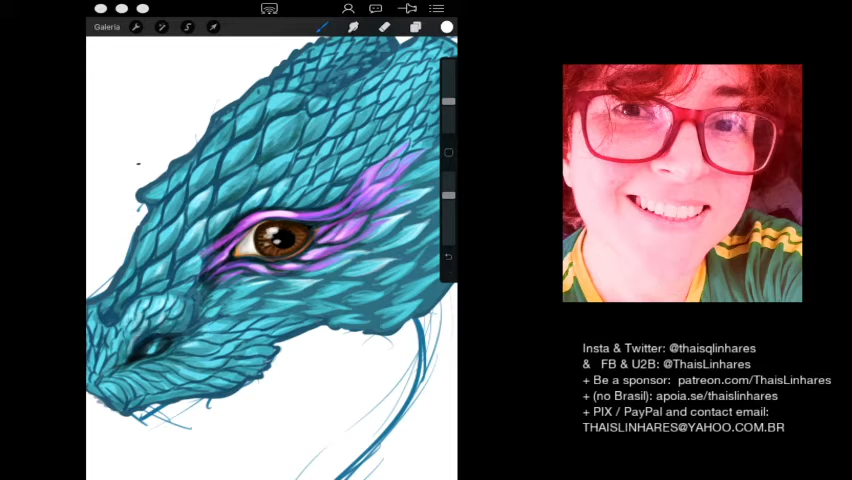 Galeria
Insta & Twitter: @thaisqlinhares
& FB & U2B: @ThaisLinhares
+ Be a sponsor: patreon.com/ThaisLinhares
+ (no Brasil): apoia.se/thaislinhares
+ PIX / PayPal and contact email:
THAISLINHARES@YAHOO.COM.BR